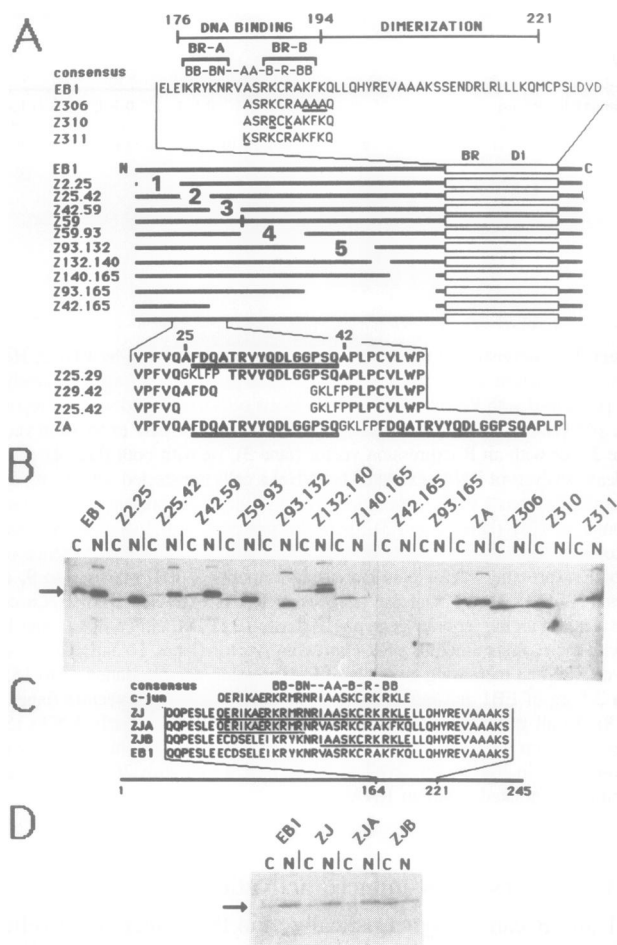 A
176 194 221
DNA BINDING DIMERIZATION
BR-A BR-B
consensus BB-BN--AA-B-R-BB
EB1 ELEIKRYKNRVASRKCRAKFKQLLQHYREVAAAKSSENDRLRLLLKQMCPSLDVD
Z306 ASRKCRAAAAQ
Z310 ASRRCKAKFKQ
Z311 KSRKCRAKFKQ
BR DI
EB1 N C
Z2.25 1
Z25.42 2
Z42.59 3
Z59
Z59.93 4
Z93.132 5
Z132.140
Z140.165
Z93.165
Z42.165
25 42
VPFVQAFDQATRVYQDLGGPSQAPLPCVLWP
Z25.29 VPFVQAGKLFP TRVYQDLGGPSQAPLPCVLWP
Z29.42 VPFVQAFDQ GKLFPPLPCVLWP
Z25.42 VPFVQ GKLFPPLPCVLWP
ZA VPFVQAFDQATRVYQDLGGPSQGKLFPFDQATRVYQDLGGPSQAPLP
B
EB1 Z2.25 Z25.42 Z42.59 Z59.93 Z93.132 Z132.140 Z140.165 Z42.165 Z93.165 ZA Z306 Z310 Z311
C N C N C N C N C N C N C N C N C N C N C N C N C N C N
C
consensus BB-BN--AA-B-R-BB
c-jun QERIKAERKRMRNRIAASKCRKRKLE
ZJ QQPESLEQERIKAERKRMRNRIAASKCRKRKLELLQHYREVAAAKS
ZJA QQPESLEQERIKAERKRMRNRVASRKCRAKFKQLLQHYREVAAAKS
ZJB QQPESLEECDSELEIKRYKNRIAASKCRKRKLELLQHYREVAAAKS
EB1 QQPESLEECDSELEIKRYKNRVASRKCRAKFKQLLQHYREVAAAKS
1 164 221 245
D
EB1 ZJ ZJA ZJB
C N C N C N C N